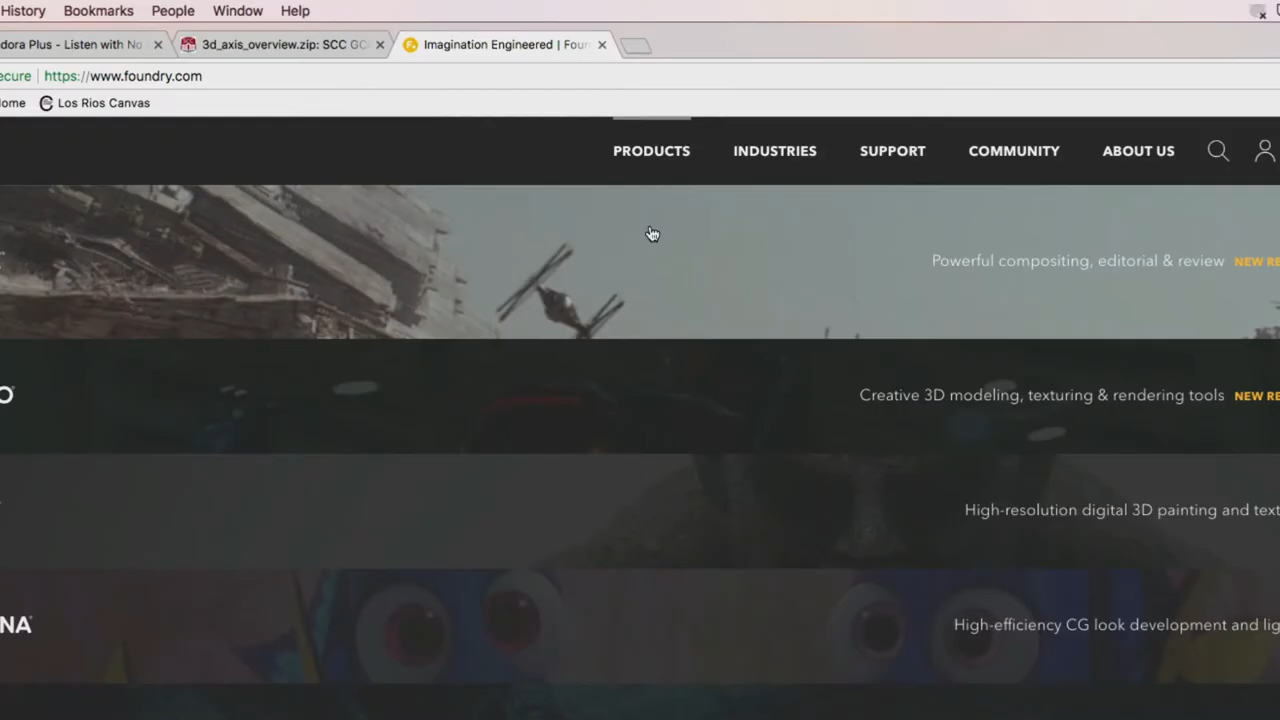 History Bookmarks People Window Help
dora Plus - Listen with No 3d_axis_overview.zip: SCC GC Imagination Engineered | Four
ecure https://www.foundry.com
ome Los Rios Canvas
PRODUCTS INDUSTRIES SUPPORT COMMUNITY ABOUT US
Powerful compositing, editorial & review NEW RE
O Creative 3D modeling, texturing & rendering tools NEW RE
High-resolution digital 3D painting and text
NA High-efficiency CG look development and lig